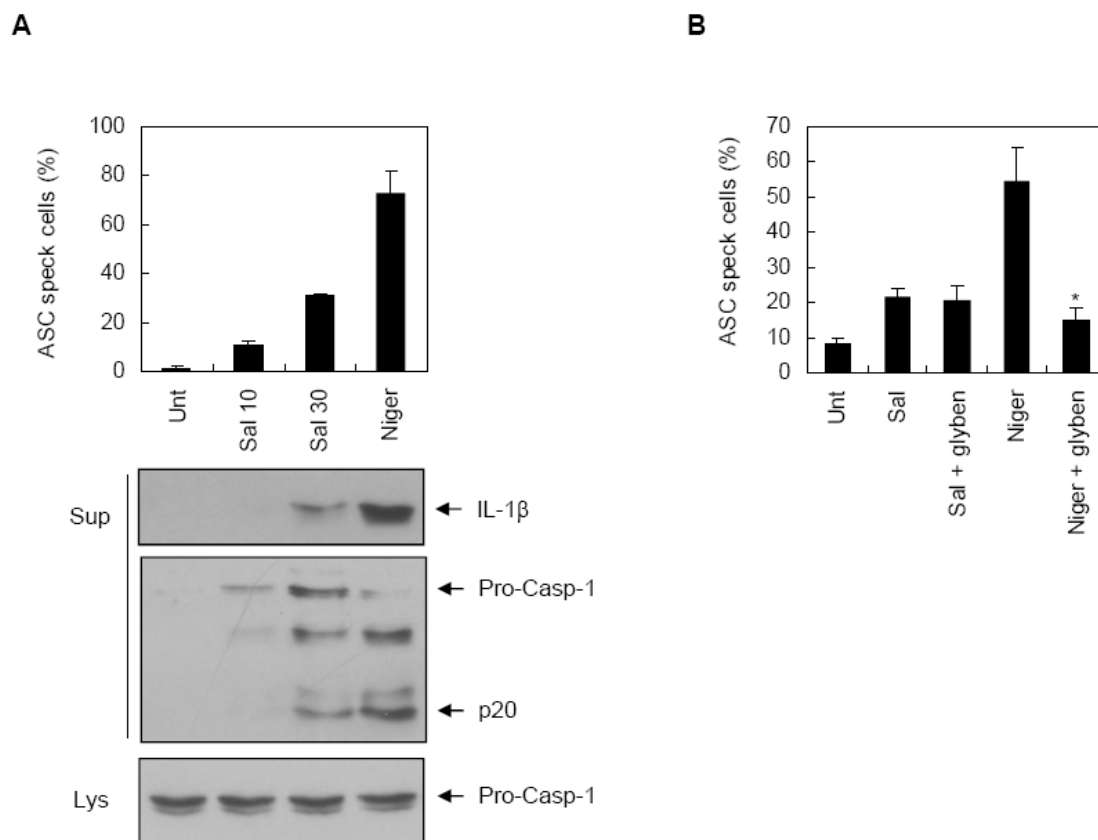 A
ASC speck cells (%)
100
80
60
40
20
0
Unt
Sal 10
Sal 30
Niger
Sup
IL-1β
Pro-Casp-1
p20
Lys
Pro-Casp-1
B
ASC speck cells (%)
70
60
50
40
30
20
10
0
*
Unt
Sal
Sal + glyben
Niger
Niger + glyben